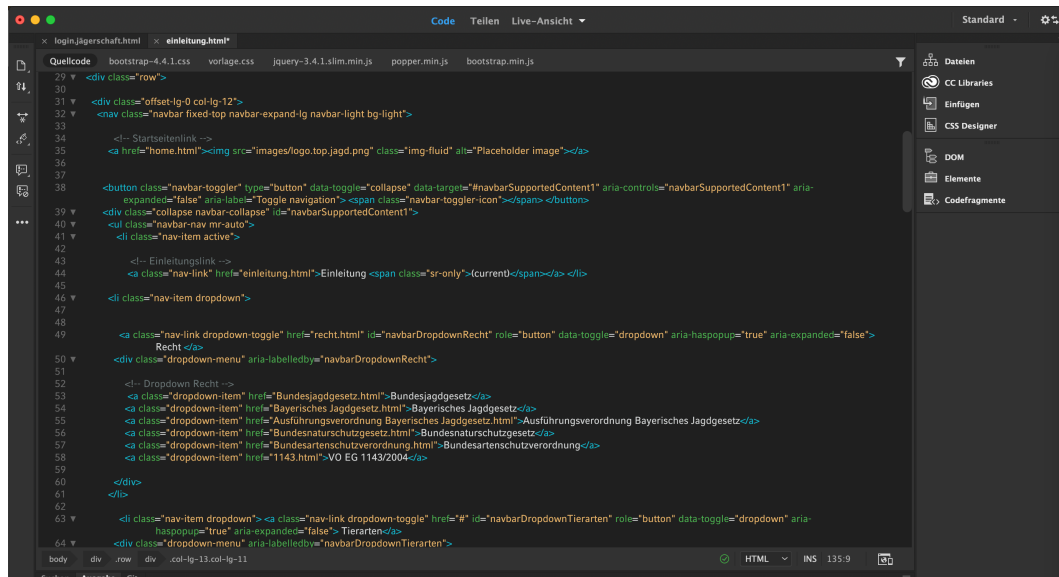 Code Teilen Live-Ansicht Standard
× login.jägerschaft.html × einleitung.html*
Quellcode bootstrap-4.4.1.css vorlage.css jquery-3.4.1.slim.min.js popper.min.js bootstrap.min.js
29 <div class="row">
30
31 <div class="offset-lg-0 col-lg-12">
32 <nav class="navbar fixed-top navbar-expand-lg navbar-light bg-light">
33
34 <!-- Startseitenlink -->
35 <a href="home.html"><img src="images/logo.top.jagd.png" class="img-fluid" alt="Placeholder image"></a>
36
37
38 <button class="navbar-toggler" type="button" data-toggle="collapse" data-target="#navbarSupportedContent1" aria-controls="navbarSupportedContent1" aria-
expanded="false" aria-label="Toggle navigation"> <span class="navbar-toggler-icon"></span> </button>
39 <div class="collapse navbar-collapse" id="navbarSupportedContent1">
40 <ul class="navbar-nav mr-auto">
41 <li class="nav-item active">
42
43 <!-- Einleitungslink -->
44 <a class="nav-link" href="einleitung.html">Einleitung <span class="sr-only">(current)</span></a> </li>
45
46 <li class="nav-item dropdown">
47
48
49 <a class="nav-link dropdown-toggle" href="recht.html" id="navbarDropdownRecht" role="button" data-toggle="dropdown" aria-haspopup="true" aria-expanded="false">
Recht </a>
50 <div class="dropdown-menu" aria-labelledby="navbarDropdownRecht">
51
52 <!-- Dropdown Recht -->
53 <a class="dropdown-item" href="Bundesjagdgesetz.html">Bundesjagdgesetz</a>
54 <a class="dropdown-item" href="Bayerisches Jagdgesetz.html">Bayerisches Jagdgesetz</a>
55 <a class="dropdown-item" href="Ausführungsverordnung Bayerisches Jagdgesetz.html">Ausführungsverordnung Bayerisches Jagdgesetz</a>
56 <a class="dropdown-item" href="Bundesnaturschutzgesetz.html">Bundesnaturschutzgesetz</a>
57 <a class="dropdown-item" href="Bundesartenschutzverordnung.html">Bundesartenschutzverordnung</a>
58 <a class="dropdown-item" href="1143.html">VO EG 1143/2004</a>
59
60 </div>
61 </li>
62
63 <li class="nav-item dropdown"> <a class="nav-link dropdown-toggle" href="#" id="navbarDropdownTierarten" role="button" data-toggle="dropdown" aria-
haspopup="true" aria-expanded="false"> Tierarten</a>
64 <div class="dropdown-menu" aria-labelledby="navbarDropdownTierarten">
body div .row div .col-lg-13.col-lg-11 HTML INS 135:9
Dateien
CC Libraries
Einfügen
CSS Designer
DOM
Elemente
Codefragmente